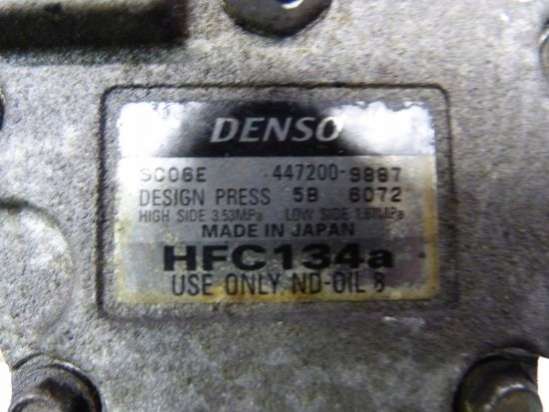 DENSO
SC06E 447200-9887
DESIGN PRESS 5B 6072
HIGH SIDE 3.53MPa LOW SIDE 1.67MPa
MADE IN JAPAN
HFC134a
USE ONLY ND-OIL 8